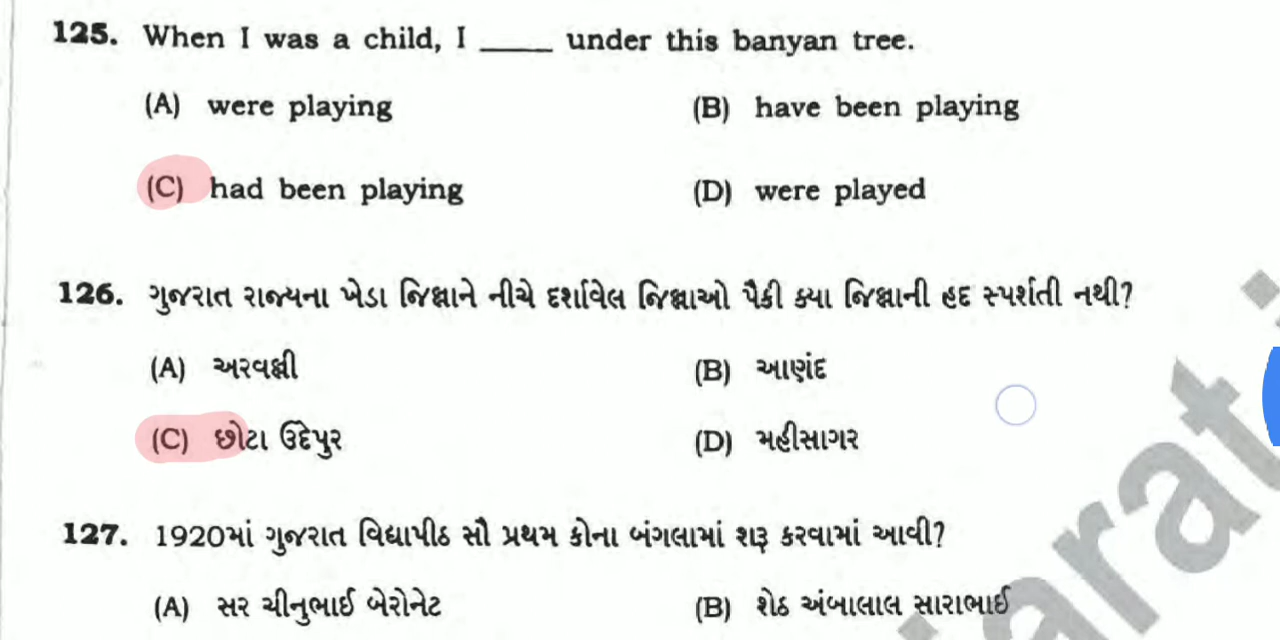 125. When I was a child, I ____ under this banyan tree.
(A) were playing (B) have been playing
(C) had been playing (D) were played
126. ગુજરાત રાજ્યના ખેડા જિલ્લાને નીચે દર્શાવેલ જિલ્લાઓ પૈકી ક્યા જિલ્લાની હદ સ્પર્શતી નથી?
(A) અરવલ્લી (B) આણંદ
(C) છોટા ઉદેપુર (D) મહીસાગર
127. 1920માં ગુજરાત વિદ્યાપીઠ સૌ પ્રથમ કોના બંગલામાં શરૂ કરવામાં આવી?
(A) સર ચીનુભાઈ બેરોનેટ (B) શેઠ અંબાલાલ સારાભાઈ